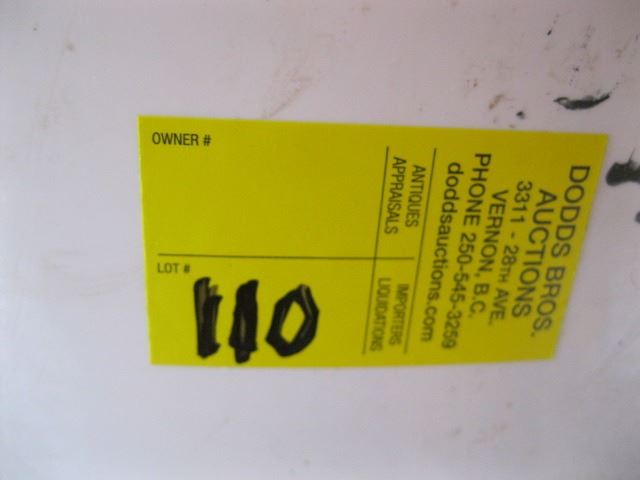 DODDS BROS.
AUCTIONS
3311 - 28TH AVE.
VERNON, B.C.
PHONE 250-545-3259
doddsauctions.com
ANTIQUES IMPORTERS
APPRAISALS LIQUIDATIONS
OWNER #
LOT #
110